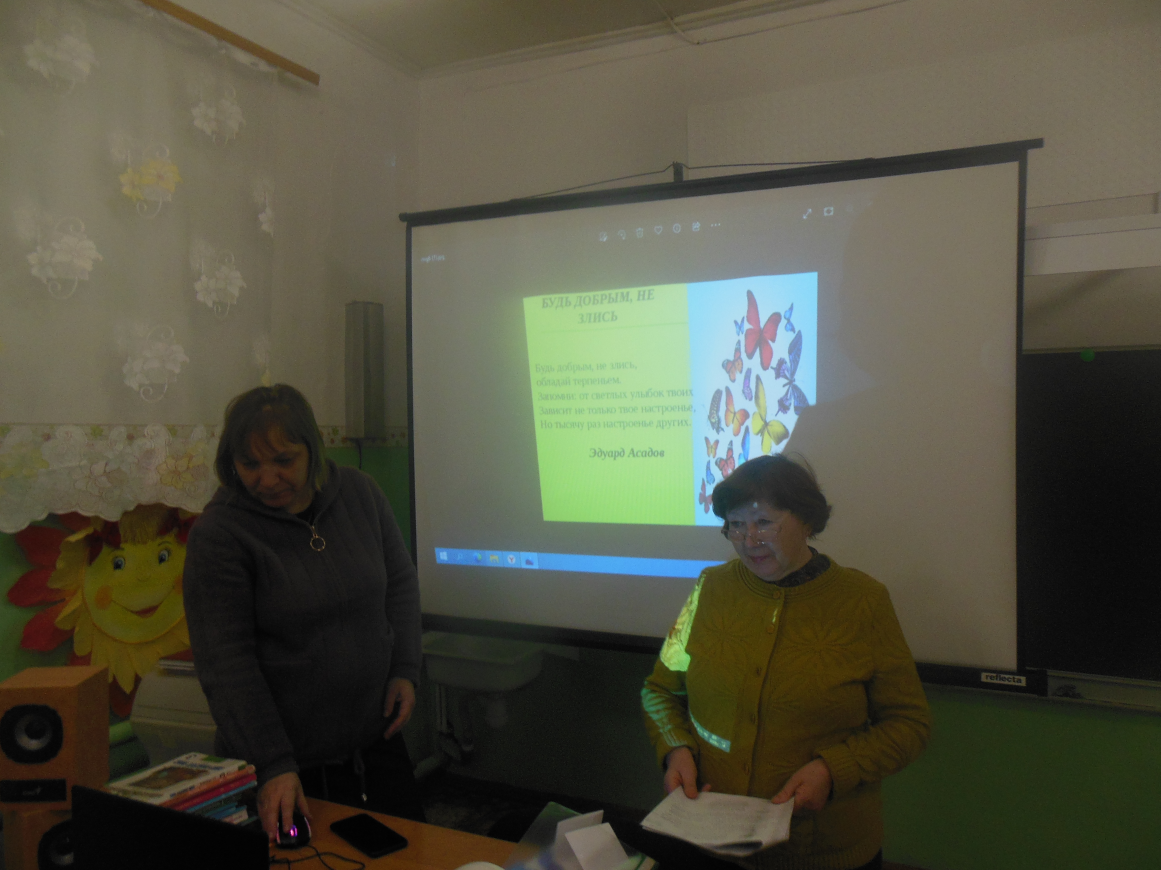 БУДЬ ДОБРЫМ, НЕ
ЗЛИСЬ
Будь добрым, не злись,
обладай терпеньем.
Запомни: от светлых улыбок твоих
Зависит не только твое настроенье,
Но тысячу раз настроенье других.
Эдуард Асадов
reflecta